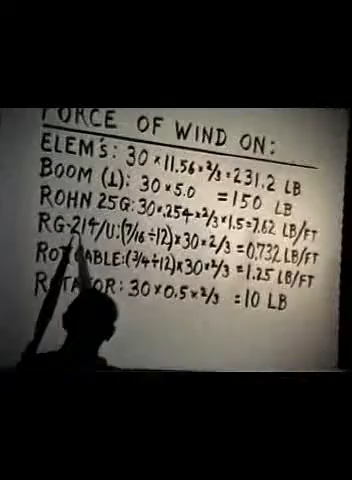 FORCE OF WIND ON:
ELEM'S: 30 × 11.56 × 2/3 = 231.2 LB
BOOM (⊥): 30 × 5.0 = 150 LB
ROHN 25G: 30 × .254 × 2/3 × 1.5 = 7.62 LB/FT
RG-214/U: (7/16 ÷ 12) × 30 × 2/3 = 0.732 LB/FT
(3/4 ÷ 12) × 30 × 2/3 = 1.25 LB/FT
ROTATOR: 30 × 0.5 × 2/3 = 10 LB